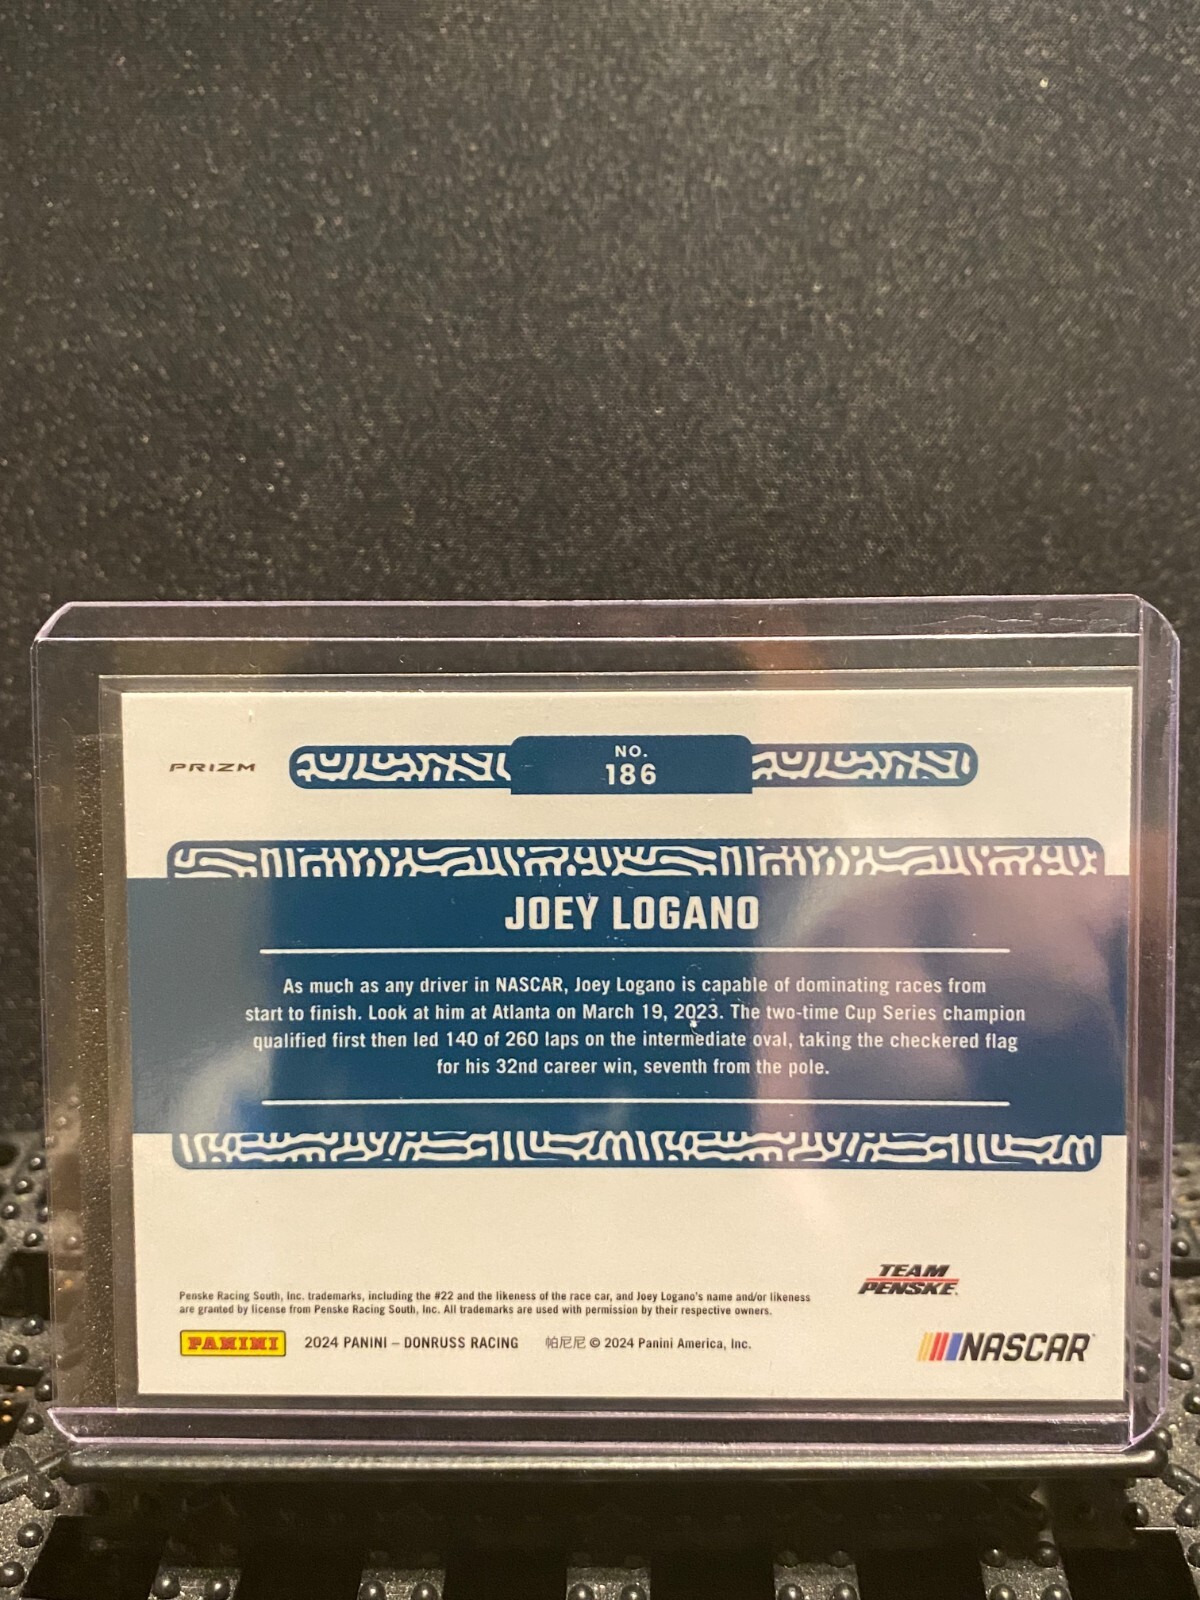 PRIZM
NO.
186
JOEY LOGANO
As much as any driver in NASCAR, Joey Logano is capable of dominating races from
start to finish. Look at him at Atlanta on March 19, 2023. The two-time Cup Series champion
qualified first then led 140 of 260 laps on the intermediate oval, taking the checkered flag
for his 32nd career win, seventh from the pole.
TEAM
PENSKE
Penske Racing South, Inc. trademarks, including the #22 and the likeness of the race car, and Joey Logano's name and/or likeness
are granted by license from Penske Racing South, Inc. All trademarks are used with permission by their respective owners.
PANINI 2024 PANINI – DONRUSS RACING 帕尼尼 © 2024 Panini America, Inc. NASCAR